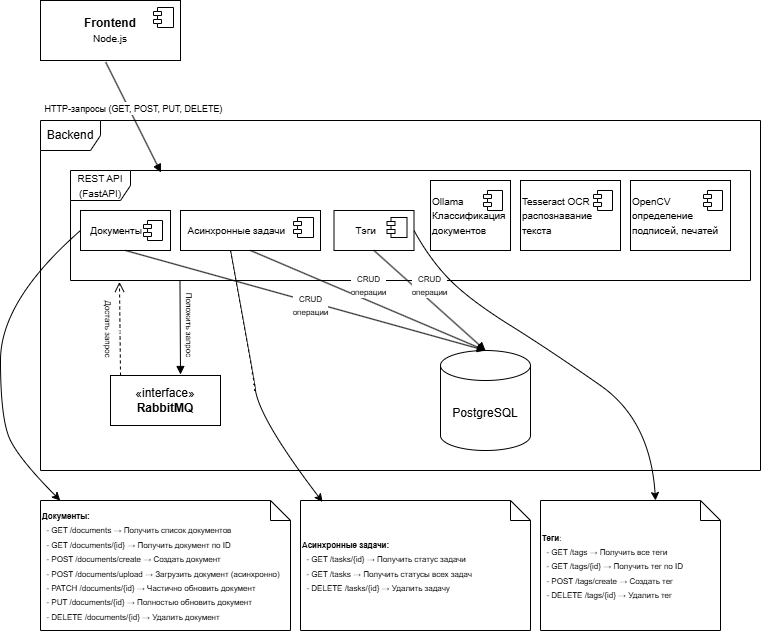 Frontend
Node.js
HTTP-запросы (GET, POST, PUT, DELETE)
Backend
REST API
(FastAPI)
Документы
Асинхронные задачи
Тэги
Ollama
Классификация
документов
Tesseract OCR
распознавание
текста
OpenCV
определение
подписей, печатей
CRUD
операции
CRUD
операции
CRUD
операции
Достать запрос
Положить запрос
«interface»
RabbitMQ
PostgreSQL
Документы:
- GET /documents → Получить список документов
- GET /documents/{id} → Получить документ по ID
- POST /documents/create → Создать документ
- POST /documents/upload → Загрузить документ (асинхронно)
- PATCH /documents/{id} → Частично обновить документ
- PUT /documents/{id} → Полностью обновить документ
- DELETE /documents/{id} → Удалить документ
Асинхронные задачи:
- GET /tasks/{id} → Получить статус задачи
- GET /tasks → Получить статусы всех задач
- DELETE /tasks/{id} → Удалить задачу
Теги:
- GET /tags → Получить все теги
- GET /tags/{id} → Получить тег по ID
- POST /tags/create → Создать тег
- DELETE /tags/{id} → Удалить тег